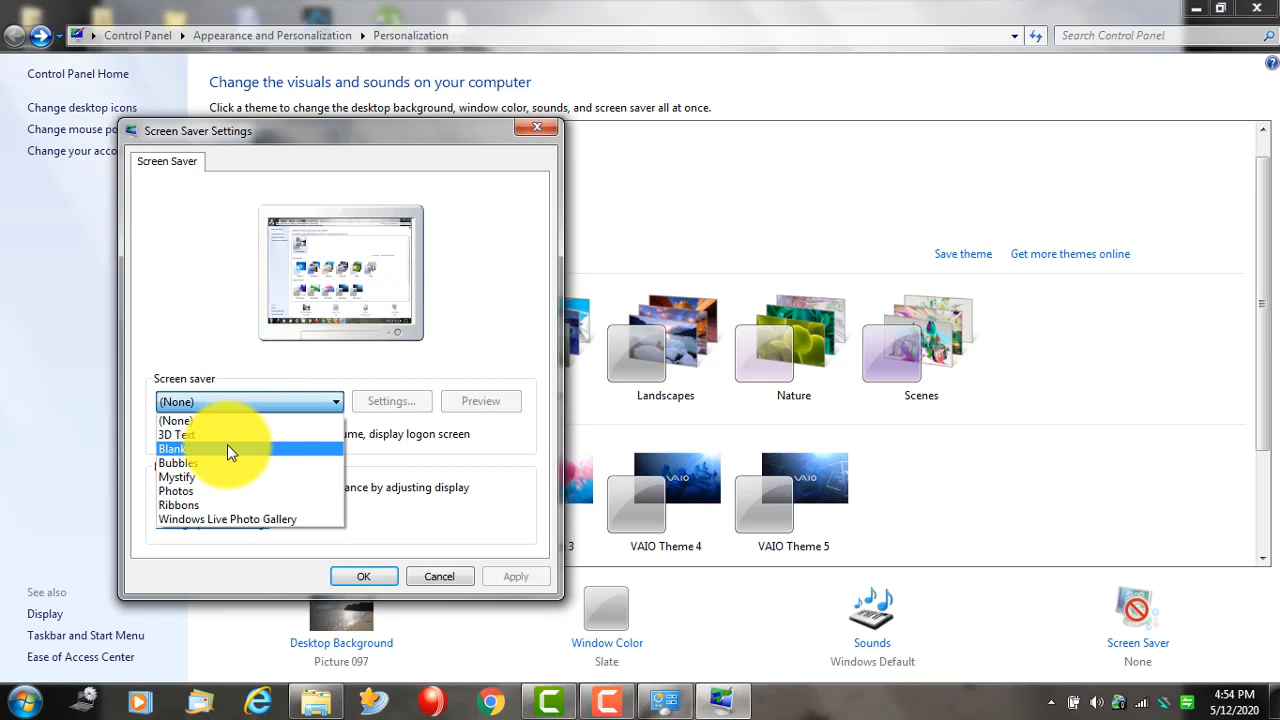 Control Panel
Appearance and Personalization
Personalization
Search Control Panel
Control Panel Home
Change desktop icons
Change mouse po
Change your acco
Change the visuals and sounds on your computer
Click a theme to change the desktop background, window color, sounds, and screen saver all at once.
Screen Saver Settings
Screen Saver
Save theme
Get more themes online
Landscapes
Nature
Scenes
Screen saver
(None)
Settings...
Preview
(None)
3D Text
Blank
Bubbles
Mystify
Photos
Ribbons
Windows Live Photo Gallery
ume, display logon screen
ance by adjusting display
OK
Cancel
Apply
VAIO
VAIO
3
VAIO Theme 4
VAIO Theme 5
See also
Display
Taskbar and Start Menu
Ease of Access Center
Desktop Background
Picture 097
Window Color
Slate
Sounds
Windows Default
Screen Saver
None
4:54 PM
5/12/2020